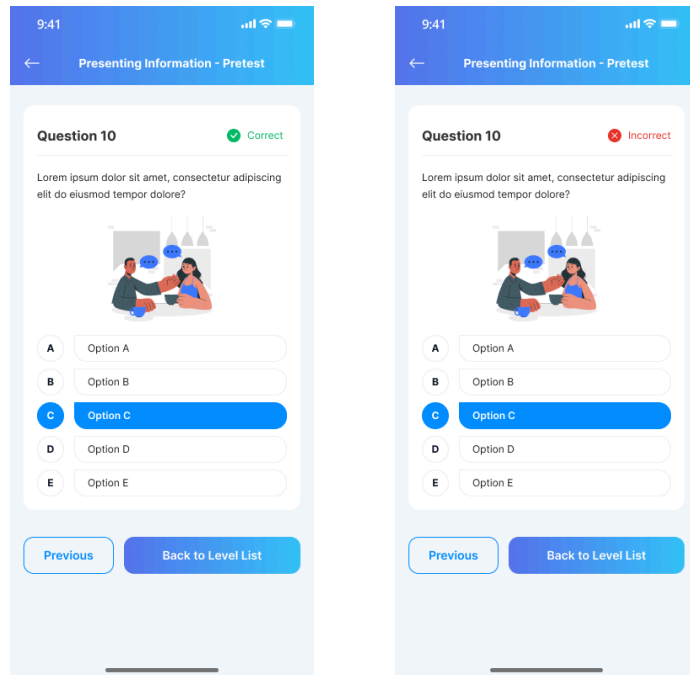 9:41
Presenting Information - Pretest
Question 10
Correct
Lorem ipsum dolor sit amet, consectetur adipiscing
elit do eiusmod tempor dolore?
A
Option A
B
Option B
C
Option C
D
Option D
E
Option E
Previous
Back to Level List
9:41
Presenting Information - Pretest
Question 10
Incorrect
Lorem ipsum dolor sit amet, consectetur adipiscing
elit do eiusmod tempor dolore?
A
Option A
B
Option B
C
Option C
D
Option D
E
Option E
Previous
Back to Level List